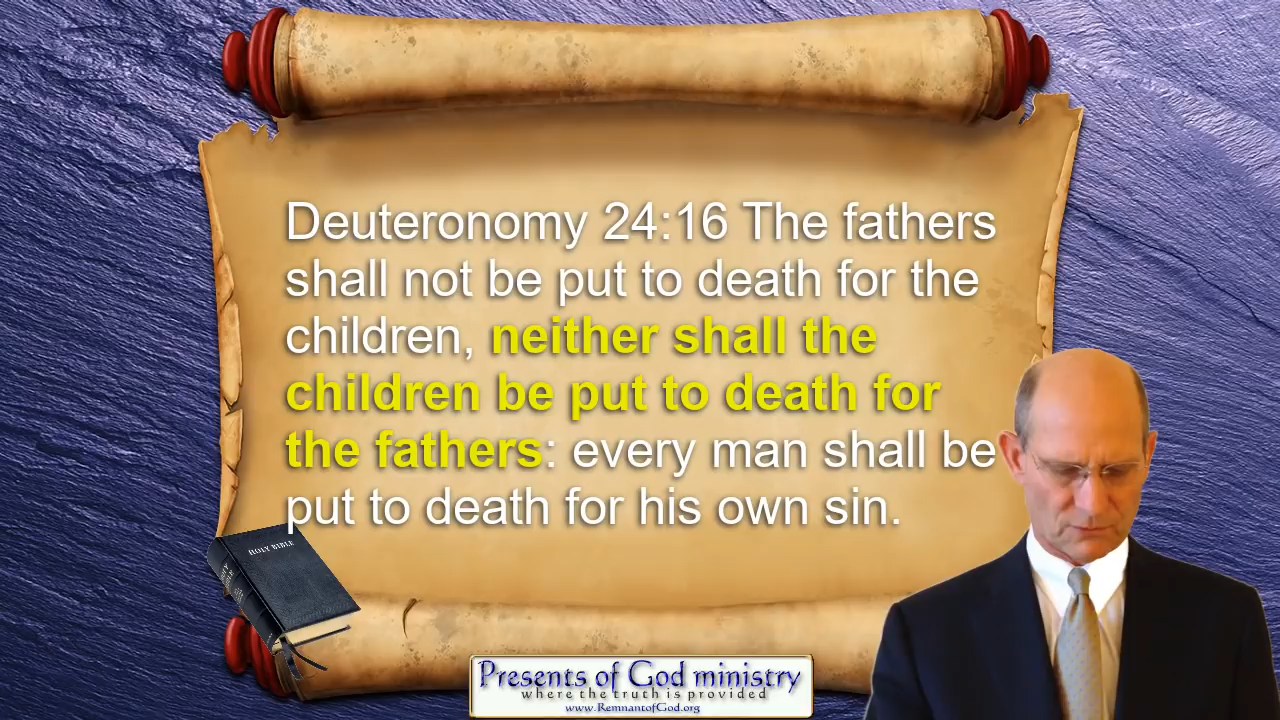 Deuteronomy 24:16 The fathers
shall not be put to death for the
children, neither shall the
children be put to death for
the fathers: every man shall be
put to death for his own sin.
HOLY BIBLE
Presents of God ministry
where the truth is provided
www.RemnantofGod.org